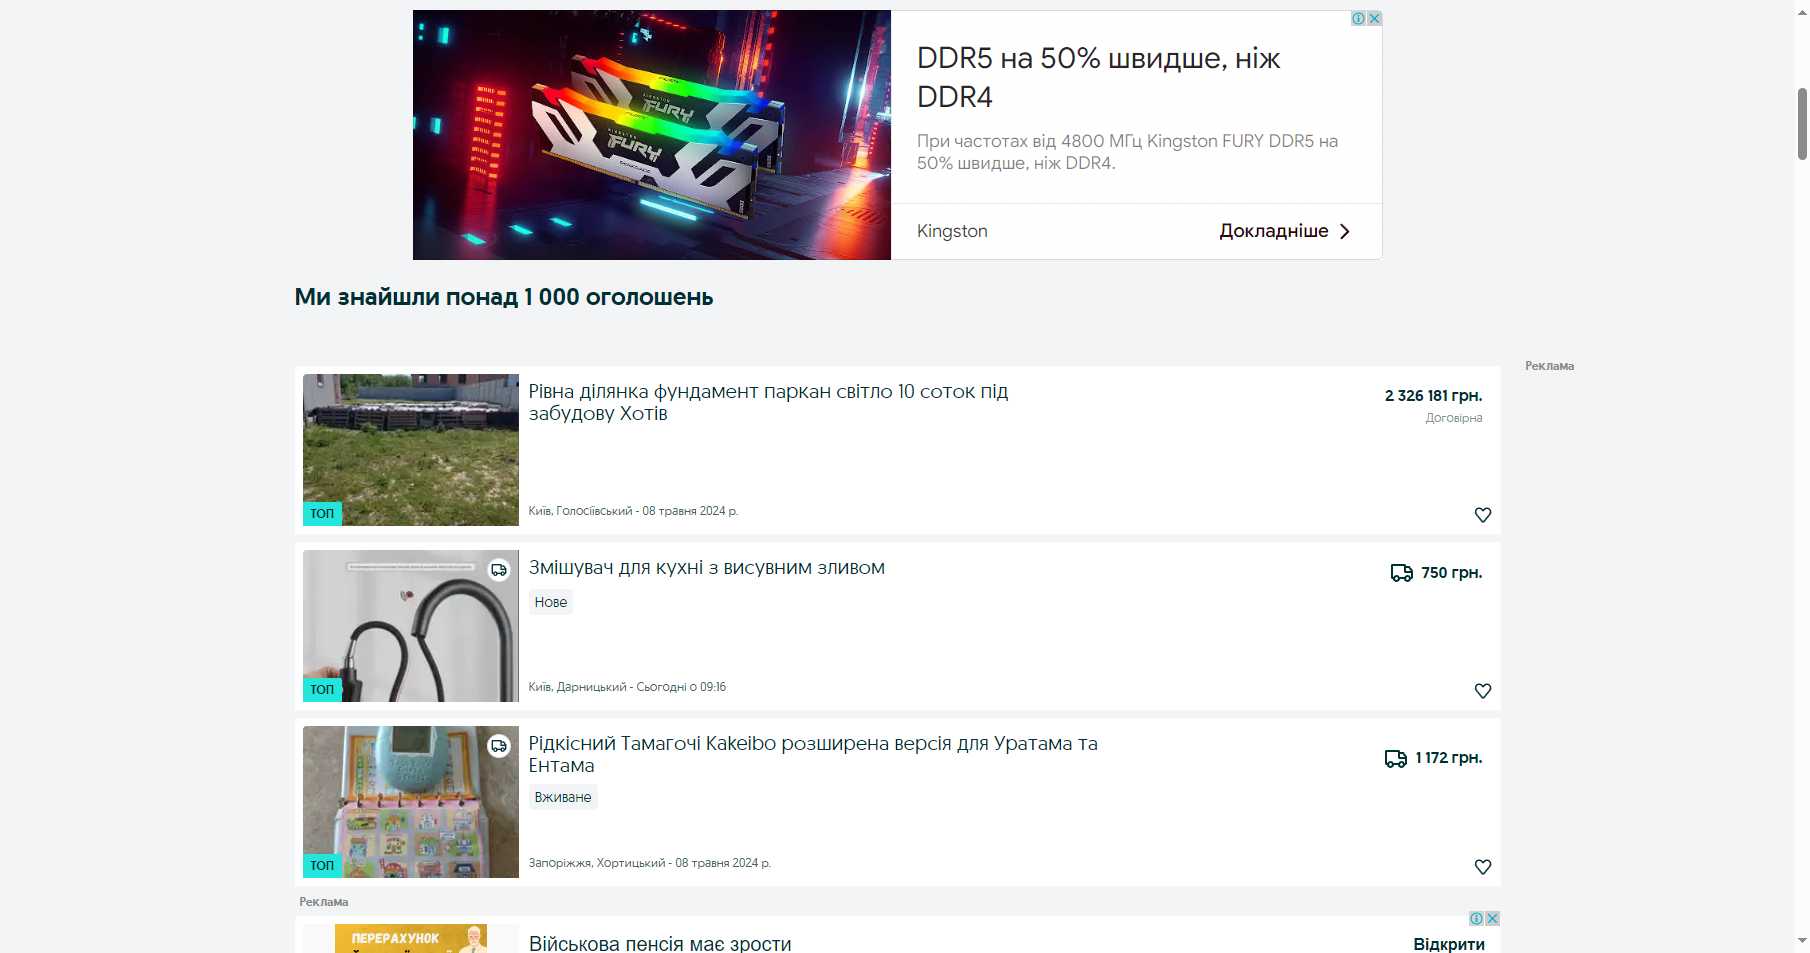 DDR5 на 50% швидше, ніж
DDR4
При частотах від 4800 МГц Kingston FURY DDR5 на
50% швидше, ніж DDR4.
Kingston
Докладніше
FURY
FURY
Ми знайшли понад 1 000 оголошень
Реклама
Рівна ділянка фундамент паркан світло 10 соток під
забудову Хотів
2 326 181 грн.
Договірна
ТОП
Київ, Голосіївський - 08 травня 2024 р.
Змішувач для кухні з висувним зливом
750 грн.
Нове
ТОП
Київ, Дарницький - Сьогодні о 09:16
Рідкісний Тамагочі Kakeibo розширена версія для Уратама та
Ентама
1 172 грн.
Вживане
ТОП
Запоріжжя, Хортицький - 08 травня 2024 р.
Реклама
ПЕРЕРАХУНОК
Військова пенсія має зрости
Відкрити